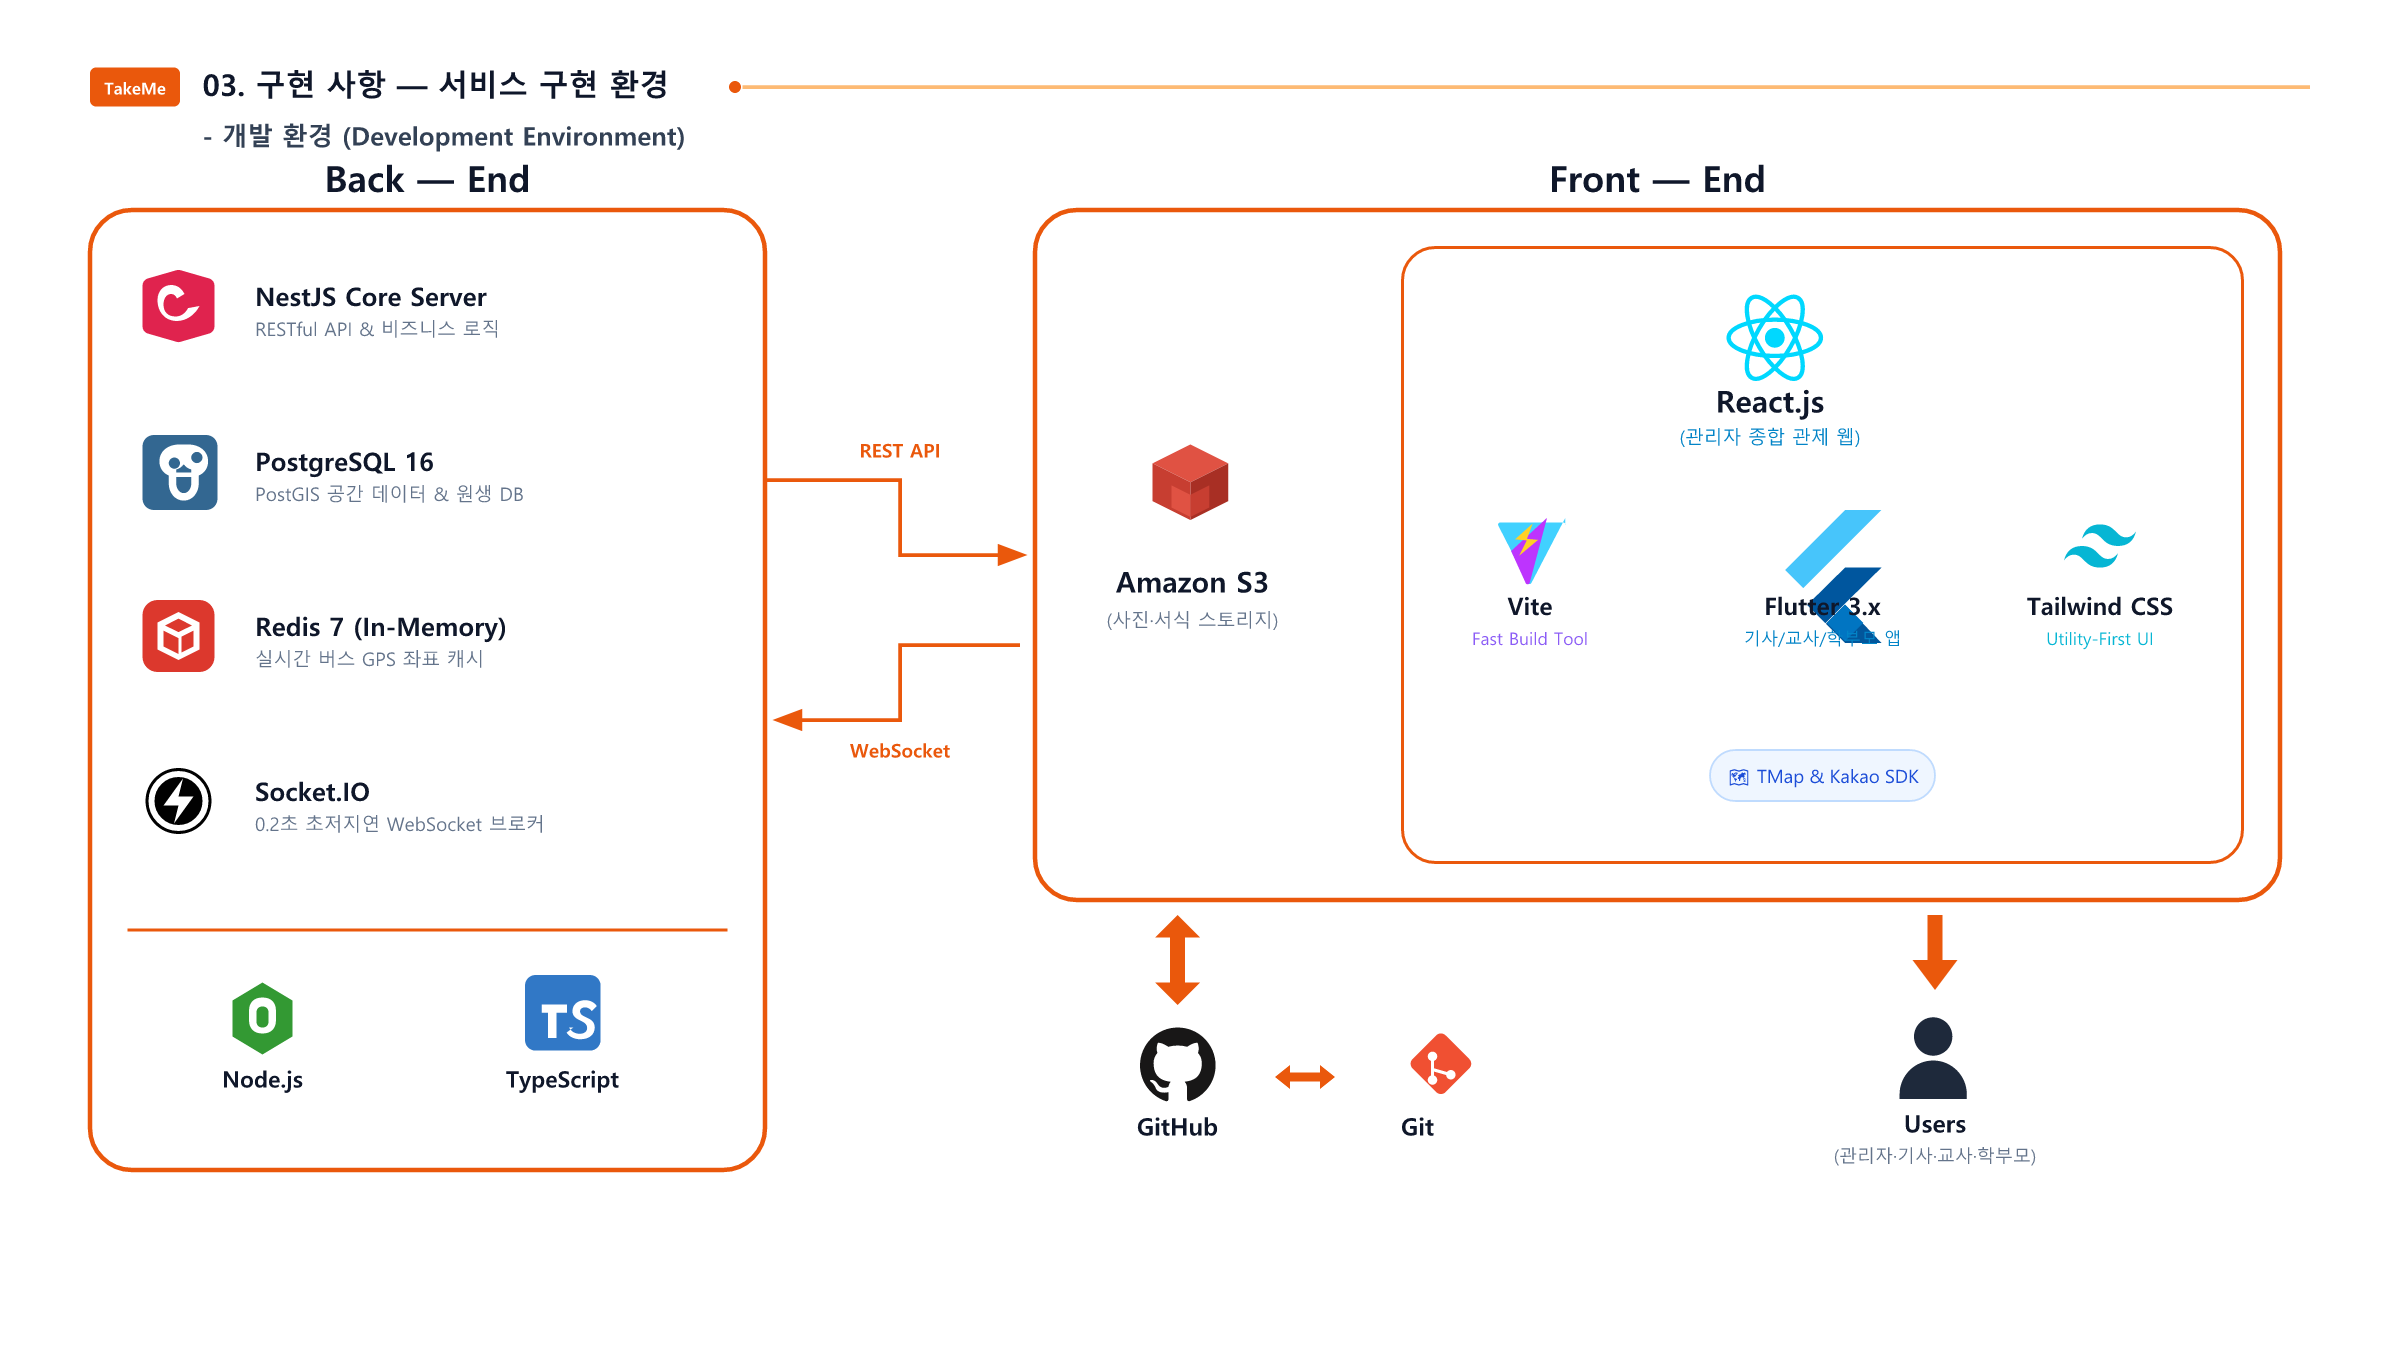 TakeMe
03. 구현 사항 — 서비스 구현 환경
- 개발 환경 (Development Environment)
Back — End
NestJS Core Server
RESTful API & 비즈니스 로직
PostgreSQL 16
PostGIS 공간 데이터 & 원생 DB
Redis 7 (In-Memory)
실시간 버스 GPS 좌표 캐시
Socket.IO
0.2초 초저지연 WebSocket 브로커
TS
Node.js
TypeScript
REST API
WebSocket
Front — End
Amazon S3
(사진·서식 스토리지)
React.js
(관리자 종합 관제 웹)
Vite
Fast Build Tool
Flutter 3.x
기사/교사/학부모 앱
Tailwind CSS
Utility-First UI
TMap & Kakao SDK
GitHub
Git
Users
(관리자·기사·교사·학부모)